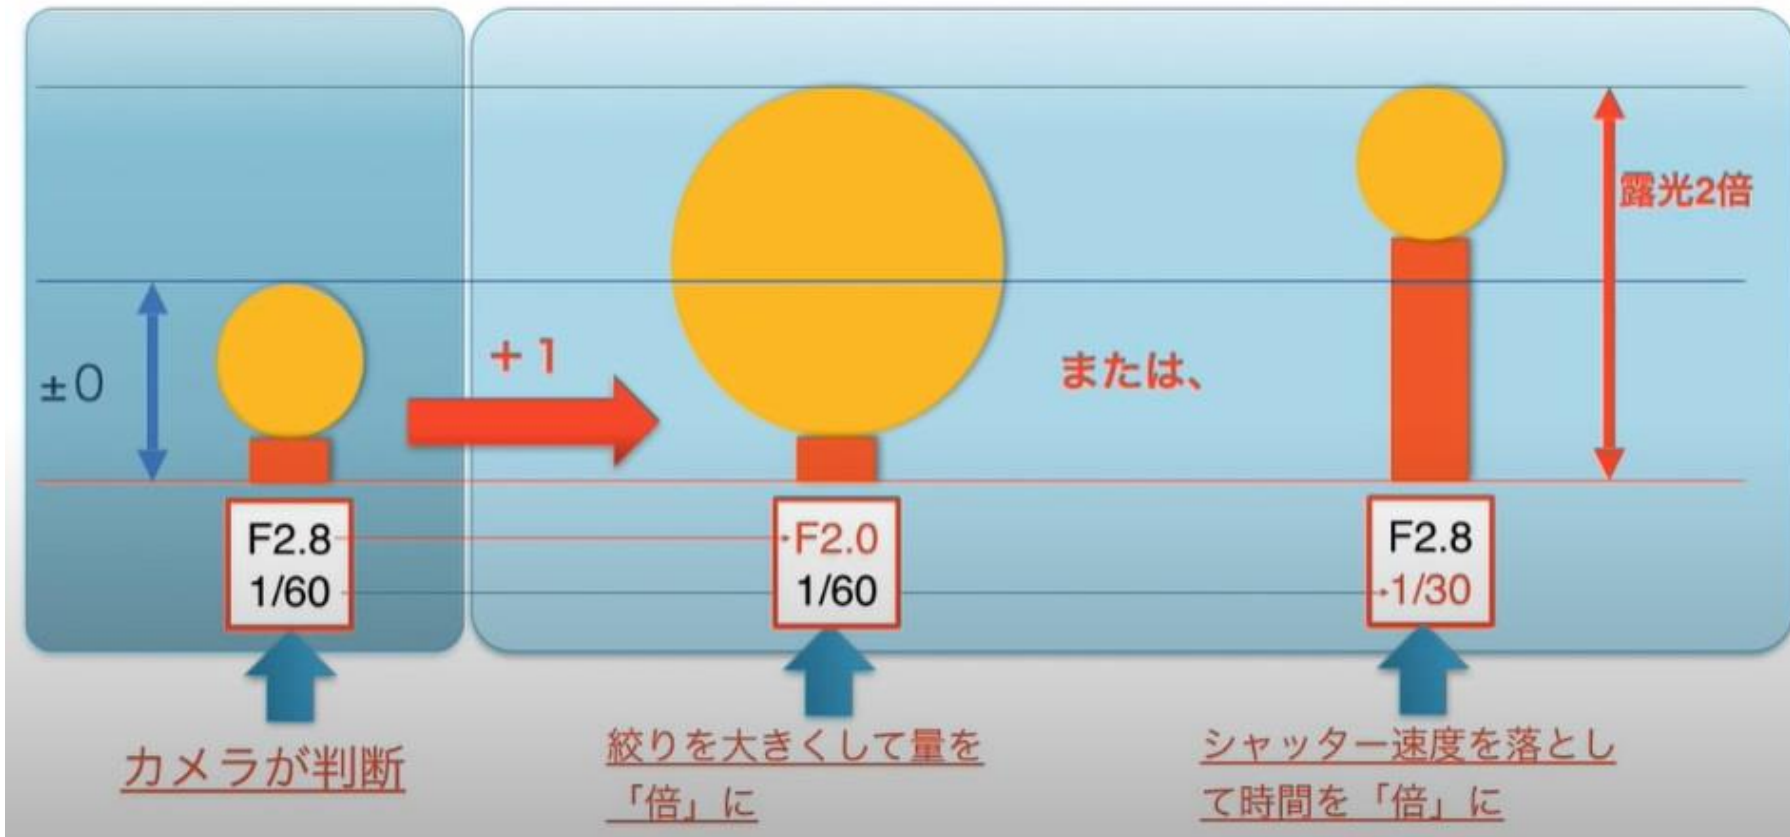 ±0
+1
または、
露光2倍
F2.8
1/60
F2.0
1/60
F2.8
1/30
カメラが判断
絞りを大きくして量を
「倍」に
シャッター速度を落とし
て時間を「倍」に